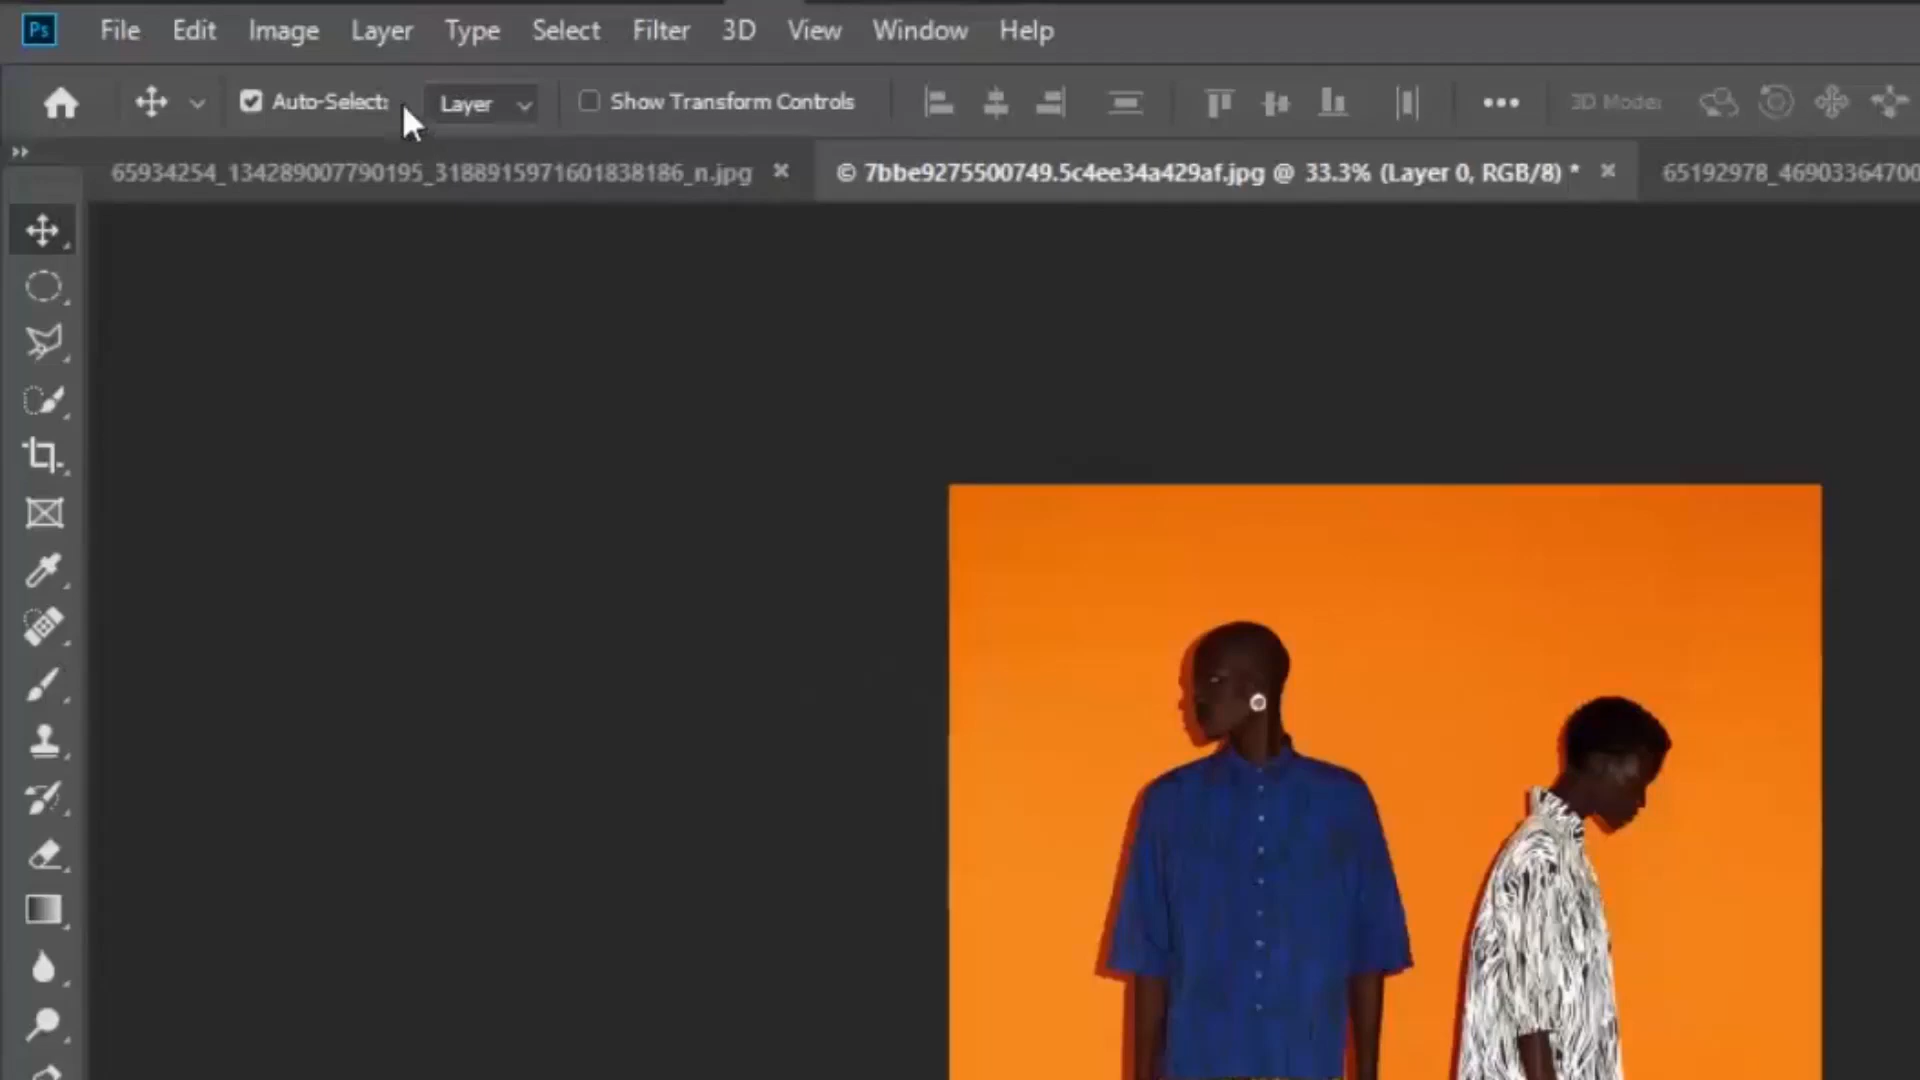 Ps File Edit Image Layer Type Select Filter 3D View Window Help
Auto-Select: Layer Show Transform Controls ••• 3D Mode:
65934254_134289007790195_3188915971601838186_n.jpg × © 7bbe9275500749.5c4ee34a429af.jpg @ 33.3% (Layer 0, RGB/8) * × 65192978_46903364700